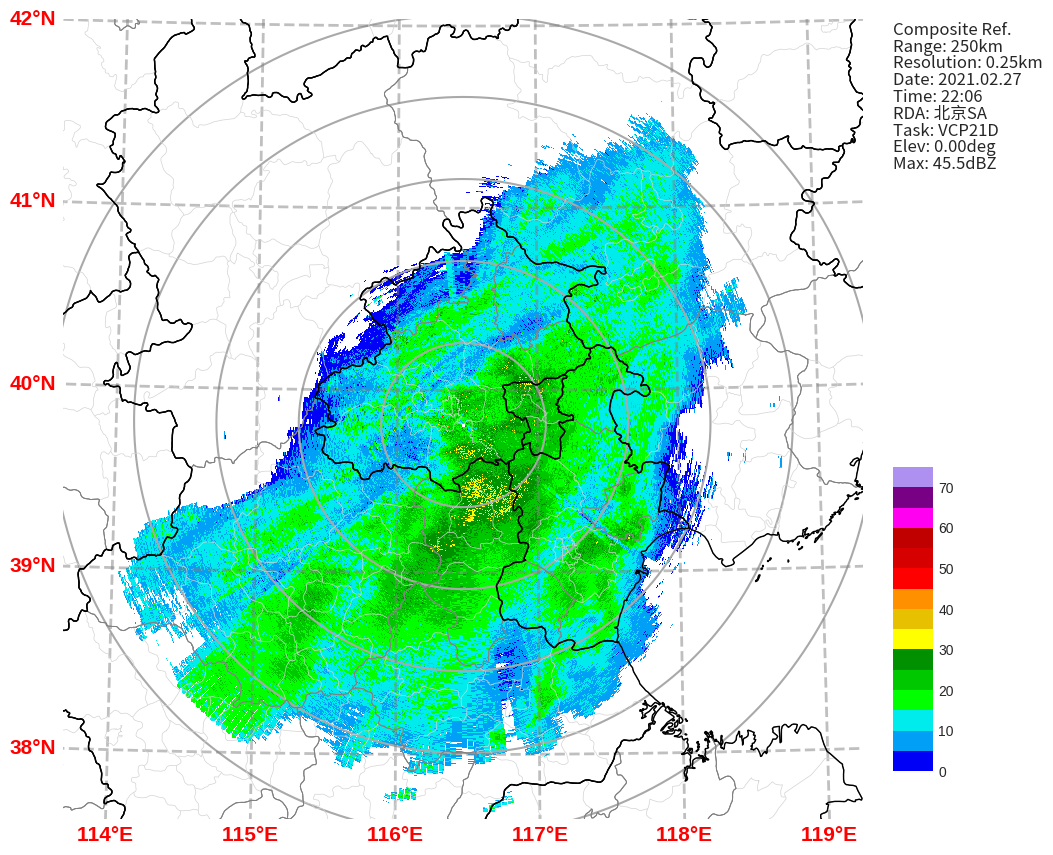 42°N
41°N
40°N
39°N
38°N
114°E
115°E
116°E
117°E
118°E
119°E
Composite Ref.
Range: 250km
Resolution: 0.25km
Date: 2021.02.27
Time: 22:06
RDA: 北京SA
Task: VCP21D
Elev: 0.00deg
Max: 45.5dBZ
70
60
50
40
30
20
10
0